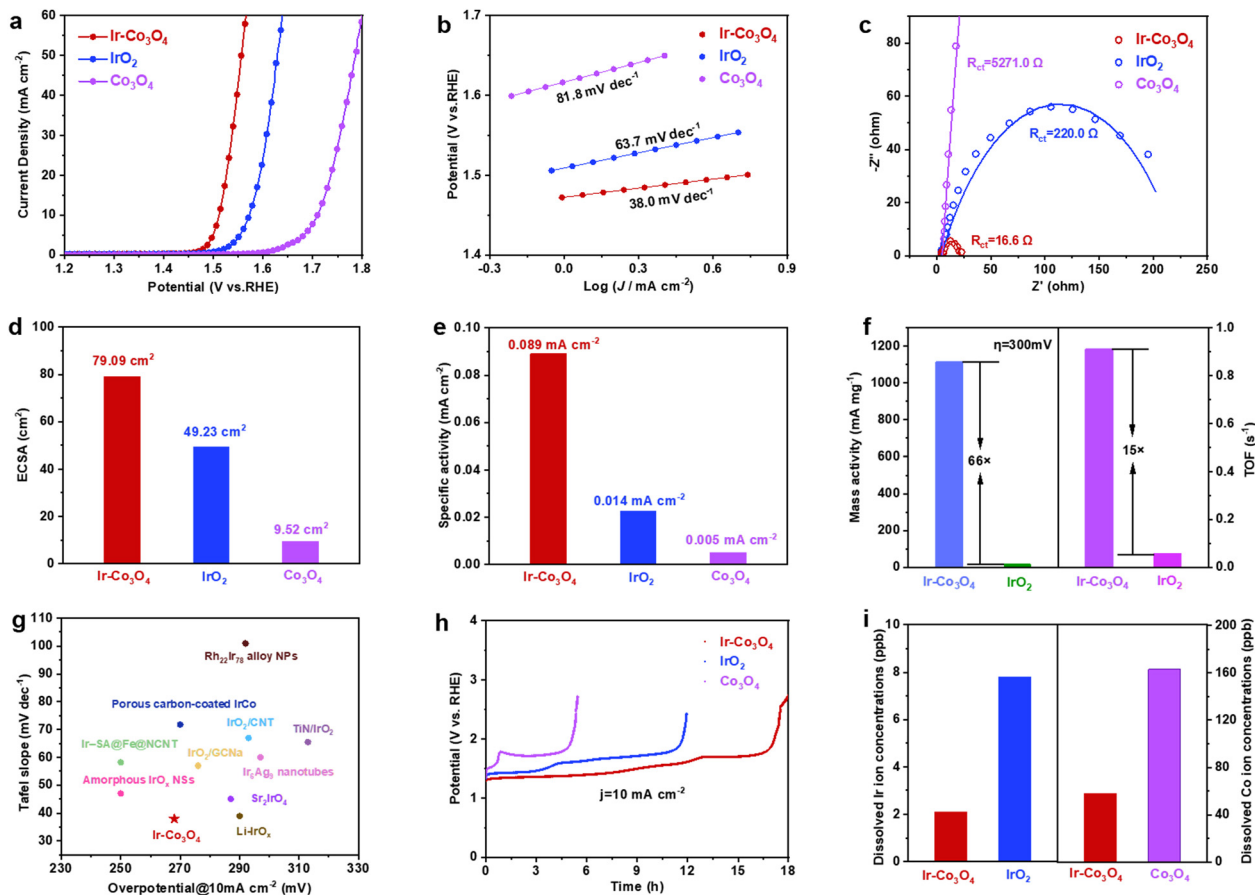 a
Ir-Co₃O₄
IrO₂
Co₃O₄
Current Density (mA cm⁻²)
60
50
40
30
20
10
0
1.2 1.3 1.4 1.5 1.6 1.7 1.8
Potential (V vs.RHE)
b
Ir-Co₃O₄
IrO₂
Co₃O₄
81.8 mV dec⁻¹
63.7 mV dec⁻¹
38.0 mV dec⁻¹
Potential (V vs.RHE)
1.7
1.6
1.5
1.4
-0.3 0.0 0.3 0.6 0.9
Log (J / mA cm⁻²)
c
Ir-Co₃O₄
IrO₂
Co₃O₄
Rct=5271.0 Ω
Rct=220.0 Ω
Rct=16.6 Ω
-Z'' (ohm)
80
60
40
20
0
0 50 100 150 200 250
Z' (ohm)
d
79.09 cm²
49.23 cm²
9.52 cm²
ECSA (cm²)
100
80
60
40
20
0
Ir-Co₃O₄ IrO₂ Co₃O₄
e
0.089 mA cm⁻²
0.014 mA cm⁻²
0.005 mA cm⁻²
Specific activity (mA cm⁻²)
0.10
0.08
0.06
0.04
0.02
0.00
Ir-Co₃O₄ IrO₂ Co₃O₄
f
η=300mV
66×
15×
Mass activity (mA mg⁻¹)
1200
1100
1000
900
800
700
600
500
400
300
200
100
0
Ir-Co₃O₄ IrO₂ Ir-Co₃O₄ IrO₂
1.0
0.8
0.6
0.4
0.2
0.0
TOF (s⁻¹)
g
Rh₂₂Ir₇₈ alloy NPs
Porous carbon-coated IrCo
IrO₂/CNT
TiN/IrO₂
Ir–SA@Fe@NCNT
IrO₂/GCNa
Ir₆Ag₉ nanotubes
Amorphous IrOₓ NSs
Sr₂IrO₄
Ir-Co₃O₄
Li-IrOₓ
Tafel slope (mV dec⁻¹)
110
100
90
80
70
60
50
40
30
230 250 270 290 310 330
Overpotential@10mA cm⁻² (mV)
h
Ir-Co₃O₄
IrO₂
Co₃O₄
j=10 mA cm⁻²
Potential (V vs. RHE)
4
3
2
1
0
0 3 6 9 12 15 18
Time (h)
i
Dissolved Ir ion concentrations (ppb)
10
8
6
4
2
0
Ir-Co₃O₄ IrO₂ Ir-Co₃O₄ Co₃O₄
200
160
120
80
40
0
Dissolved Co ion concentrations (ppb)